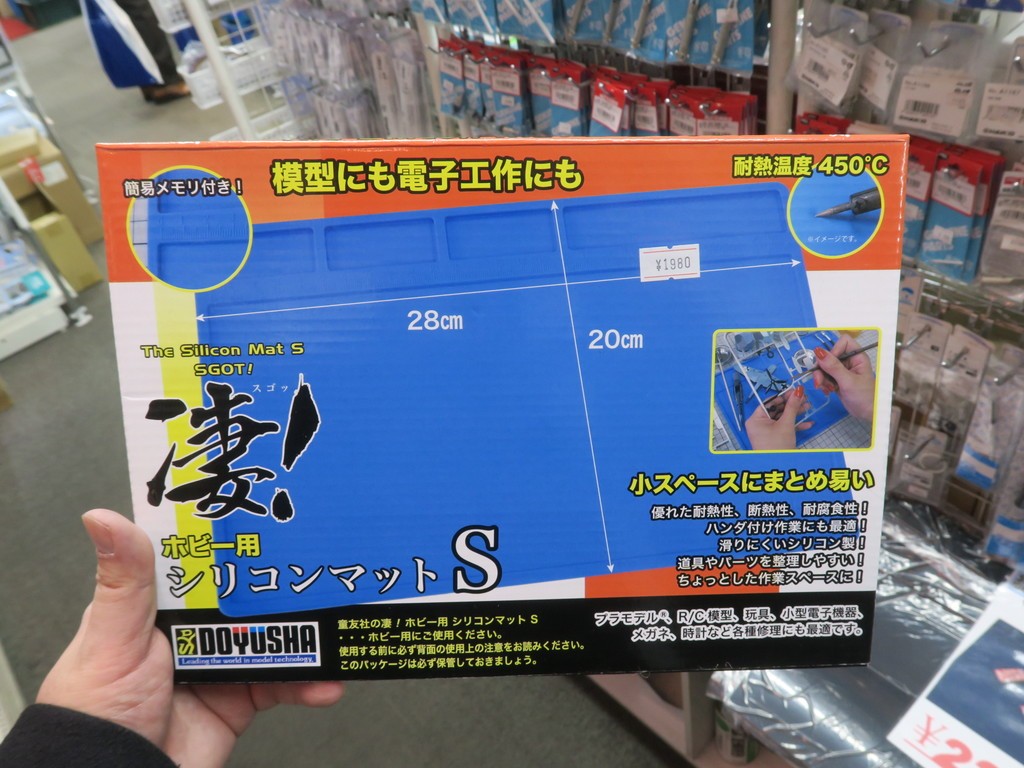 簡易メモリ付き！
模型にも電子工作にも
耐熱温度 450℃
※イメージです。
¥1980
28cm
20cm
The Silicon Mat S
SGOT!
スゴッ!
凄!
ホビー用
シリコンマット S
小スペースにまとめ易い
優れた耐熱性、断熱性、耐腐食性！
ハンダ付け作業にも最適！
滑りにくいシリコン製！
道具やパーツを整理しやすい！
ちょっとした作業スペースに！
DOYUSHA
Leading the world in model technology.
童友社の凄！ホビー用 シリコンマット S
・・・ホビー用にご使用ください。
使用する前に必ず背面の使用上の注意をお読みください。
このパッケージは必ず保管しておきましょう。
プラモデル®、R/C 模型、玩具、小型電子機器、
メガネ、時計など各種修理にも最適です。